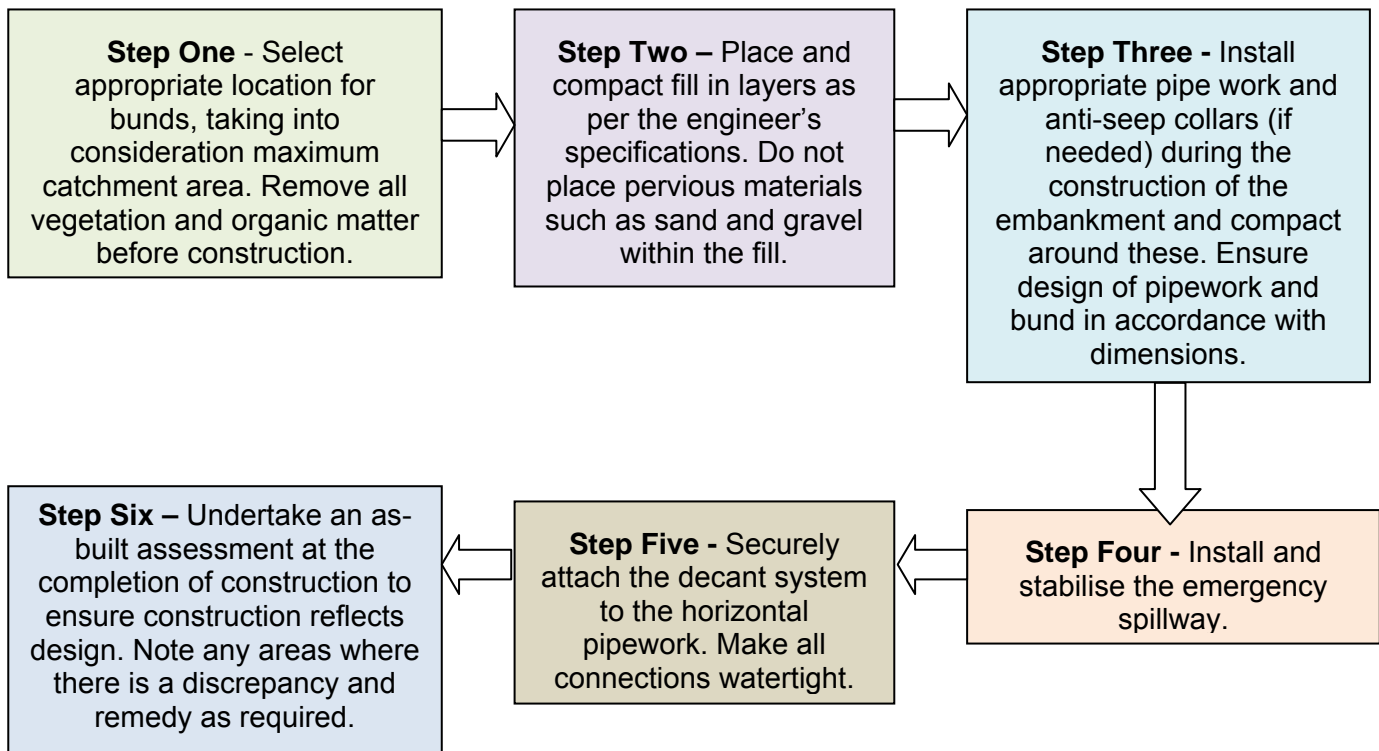 Step One - Select
appropriate location for
bunds, taking into
consideration maximum
catchment area. Remove all
vegetation and organic matter
before construction.
Step Two – Place and
compact fill in layers as
per the engineer’s
specifications. Do not
place pervious materials
such as sand and gravel
within the fill.
Step Three - Install
appropriate pipe work and
anti-seep collars (if
needed) during the
construction of the
embankment and compact
around these. Ensure
design of pipework and
bund in accordance with
dimensions.
Step Four - Install and
stabilise the emergency
spillway.
Step Five - Securely
attach the decant system
to the horizontal
pipework. Make all
connections watertight.
Step Six – Undertake an as-
built assessment at the
completion of construction to
ensure construction reflects
design. Note any areas where
there is a discrepancy and
remedy as required.